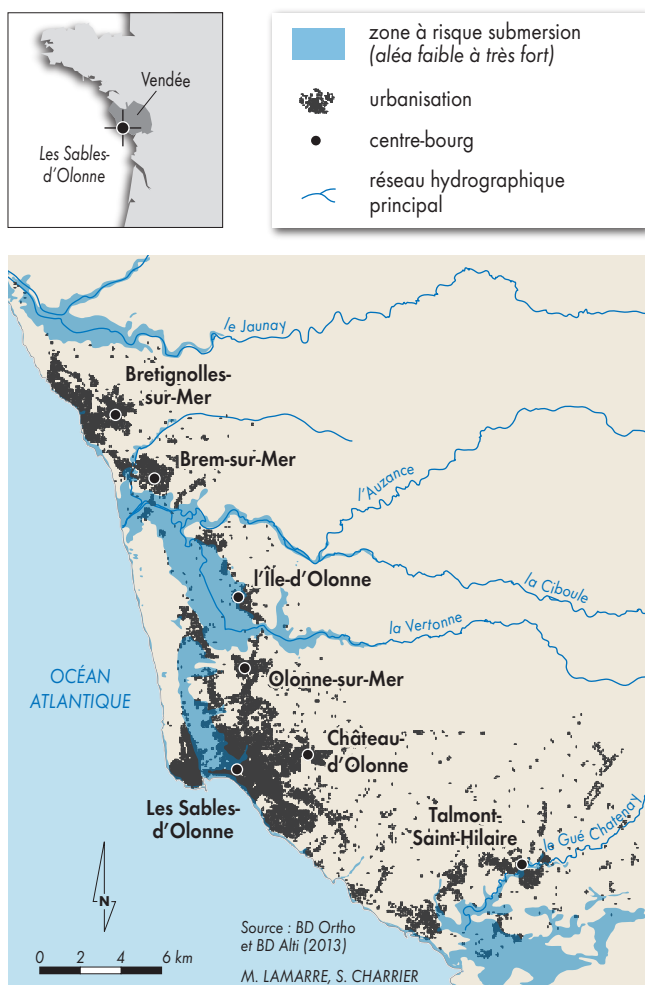 Vendée
Les Sables-
d'Olonne
zone à risque submersion
(aléa faible à très fort)
urbanisation
centre-bourg
réseau hydrographique
principal
le Jaunay
Bretignolles-
sur-Mer
Brem-sur-Mer
l'Auzance
l'Île-d'Olonne
la Ciboule
la Vertonne
OCÉAN
ATLANTIQUE
Olonne-sur-Mer
Château-
d'Olonne
Les Sables-
d'Olonne
Talmont-
Saint-Hilaire
le Gué Chatenay
N
Source : BD Ortho
et BD Alti (2013)
0 2 4 6 km
M. LAMARRE, S. CHARRIER